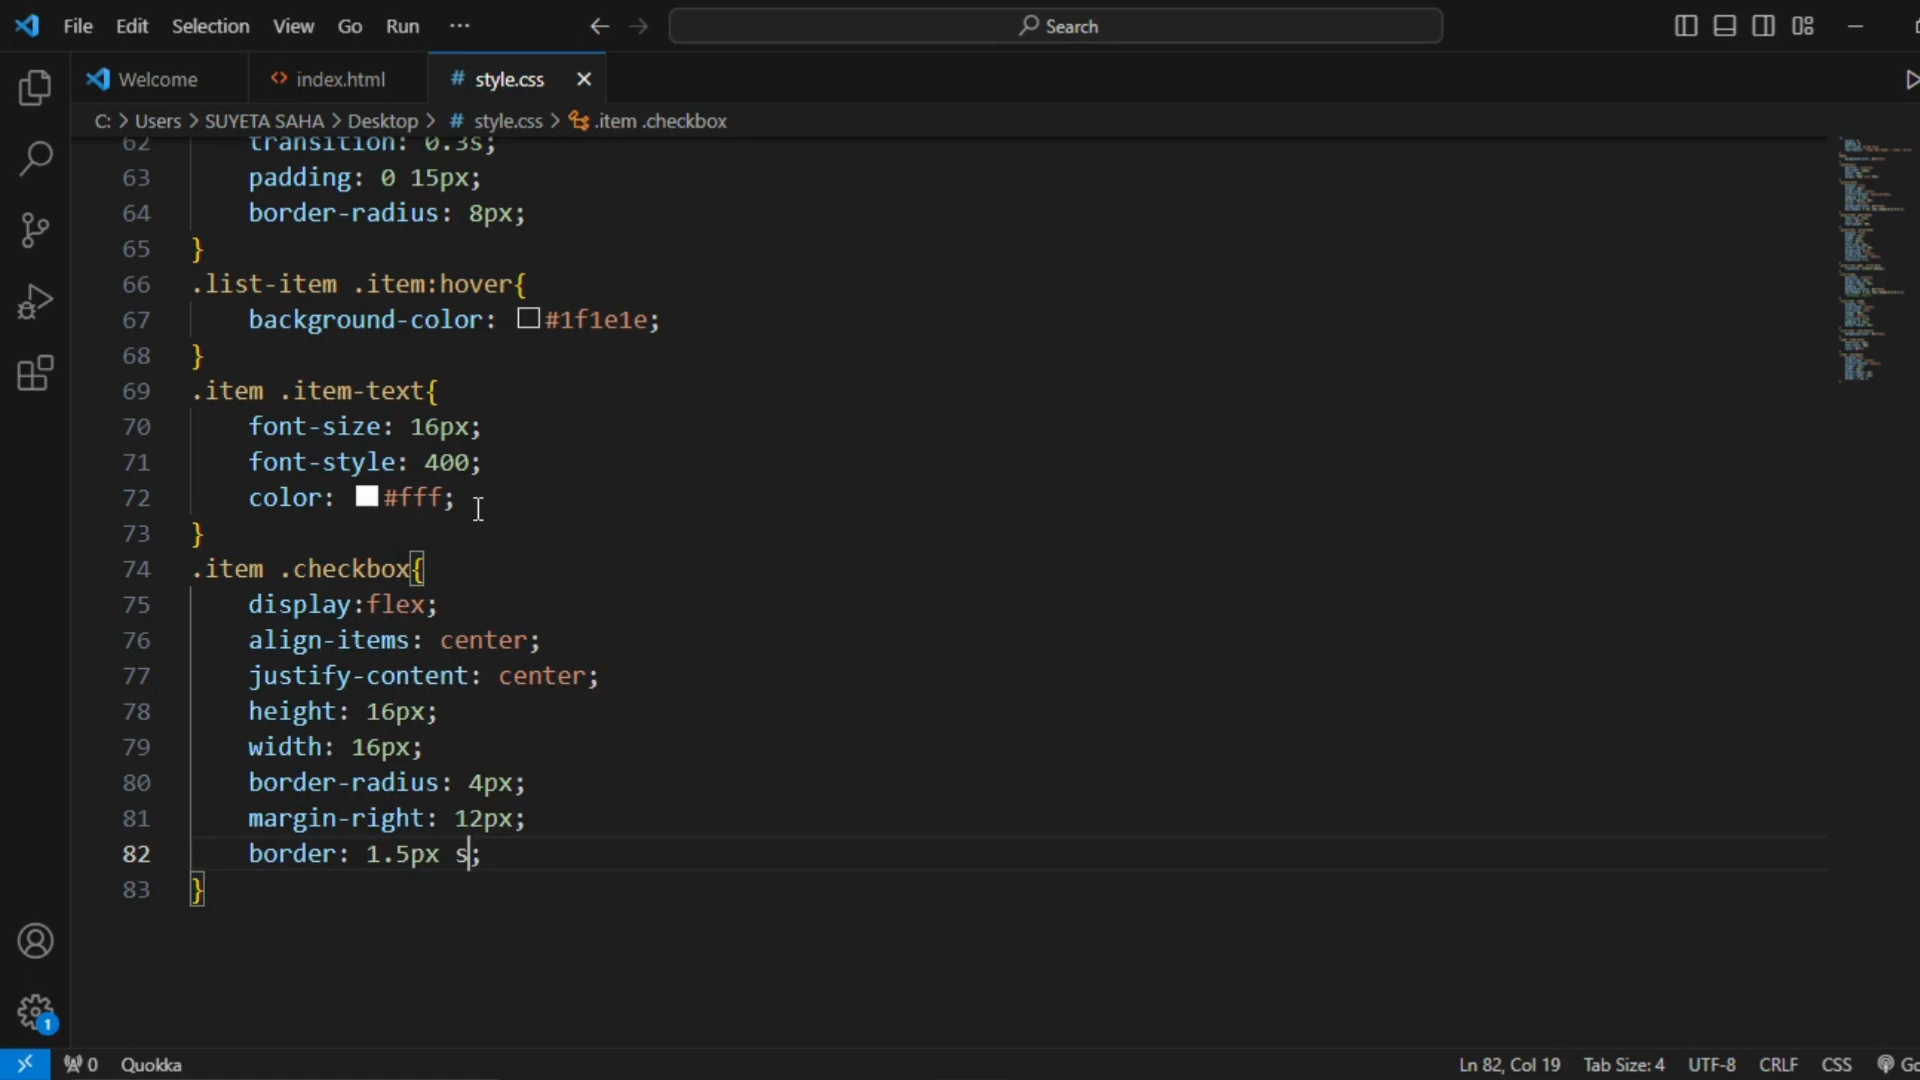 File Edit Selection View Go Run ··· Search
Welcome index.html # style.css
C: > Users > SUYETA SAHA > Desktop > # style.css > .item .checkbox
62 transition: 0.3s;
63 padding: 0 15px;
64 border-radius: 8px;
65 }
66 .list-item .item:hover{
67 background-color: #1f1e1e;
68 }
69 .item .item-text{
70 font-size: 16px;
71 font-style: 400;
72 color: #fff;
73 }
74 .item .checkbox{
75 display:flex;
76 align-items: center;
77 justify-content: center;
78 height: 16px;
79 width: 16px;
80 border-radius: 4px;
81 margin-right: 12px;
82 border: 1.5px s;
83 }
1
0 Quokka Ln 82, Col 19 Tab Size: 4 UTF-8 CRLF CSS Go